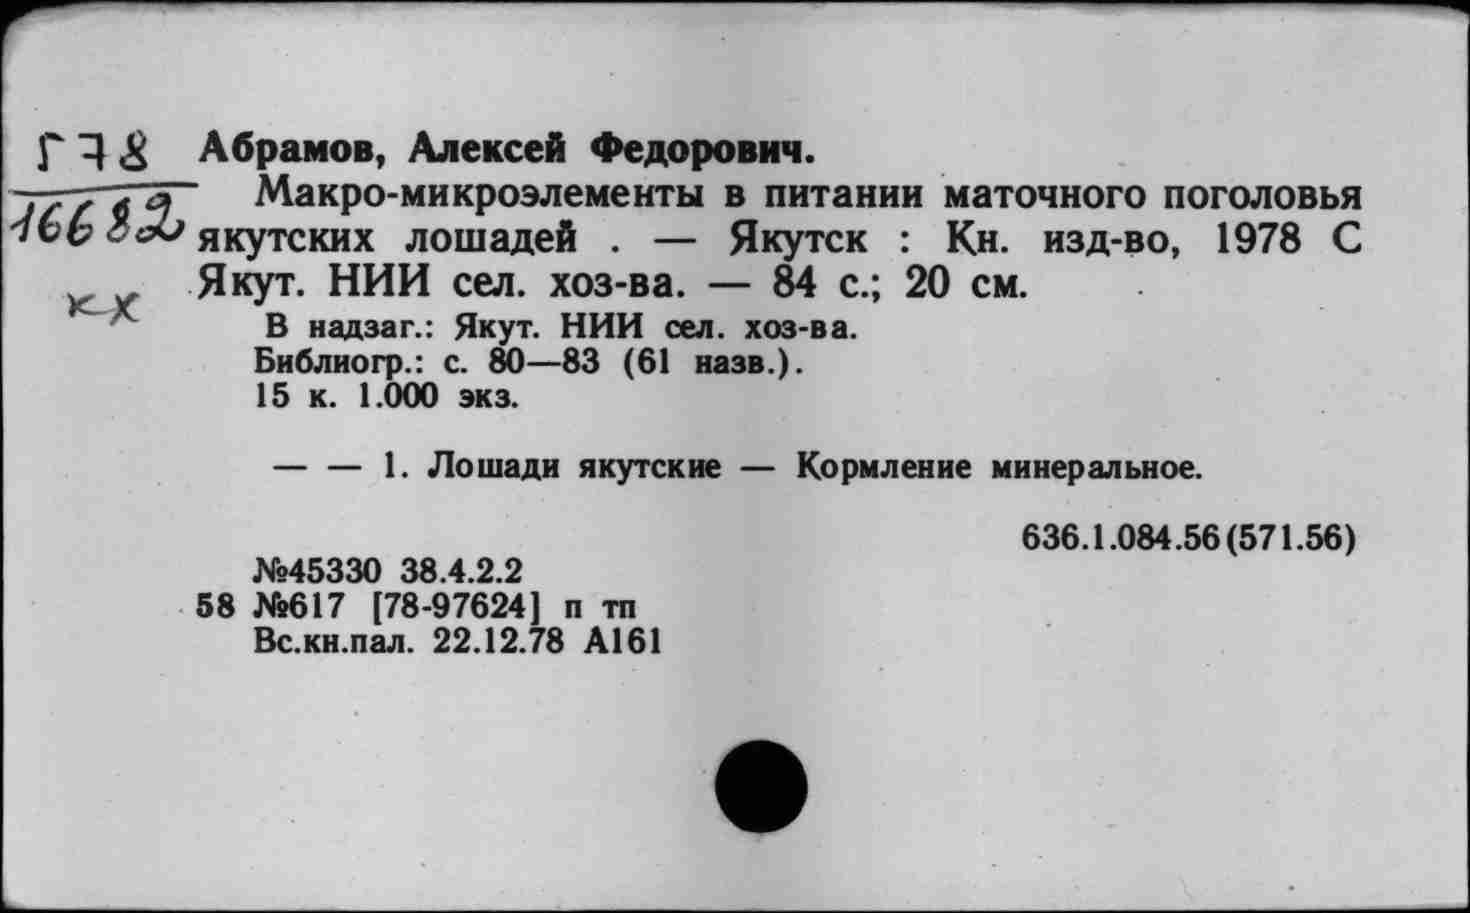 Г78 Абрамов, Алексей Федорович.
Макро-микроэлементы в питании маточного поголовья
16682 якутских лошадей . — Якутск : Кн. изд-во, 1978 С
Якут. НИИ сел. хоз-ва. — 84 с.; 20 см.
кх
В надзаг.: Якут. НИИ сел. хоз-ва.
Библиогр.: с. 80—83 (61 назв.).
15 к. 1.000 экз.
— — 1. Лошади якутские — Кормление минеральное.
636.1.084.56(571.56)
№45330 38.4.2.2
58 №617 [78-97624] п тп
Вс.кн.пал. 22.12.78 А161